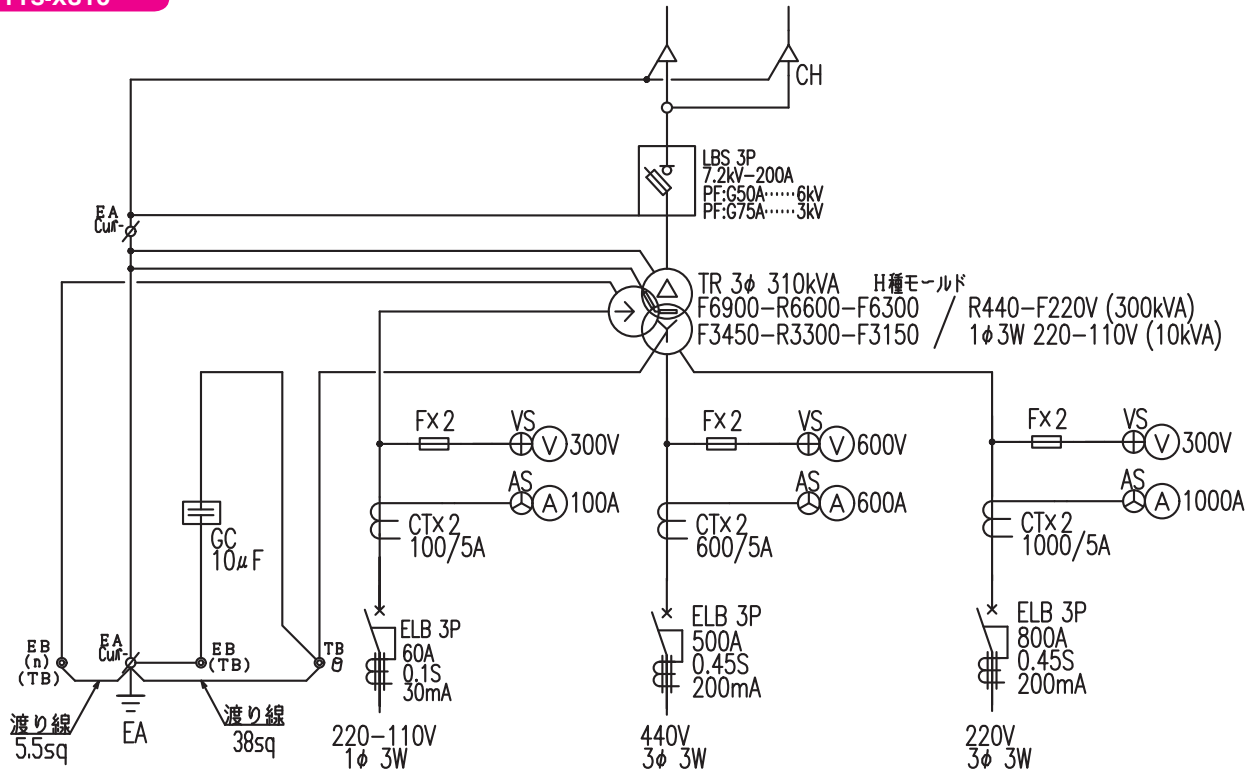 CH
LBS 3P
7.2kV-200A
PF:G50A……6kV
PF:G75A……3kV
EA
TR 3φ 310kVA H種モールド
F6900-R6600-F6300 / R440-F220V (300kVA)
F3450-R3300-F3150 / 1φ3W 220-110V (10kVA)
F×2
VS
V
300V
AS
A
100A
CT×2
100/5A
ELB 3P
60A
0.1S
30mA
220-110V
1φ 3W
F×2
VS
V
600V
AS
A
600A
CT×2
600/5A
ELB 3P
500A
0.45S
200mA
440V
3φ 3W
F×2
VS
V
300V
AS
A
1000A
CT×2
1000/5A
ELB 3P
800A
0.45S
200mA
220V
3φ 3W
GC
10μF
EB
(n)
(TB)
EA
EB
(TB)
TB
渡り線
5.5sq
EA
渡り線
38sq